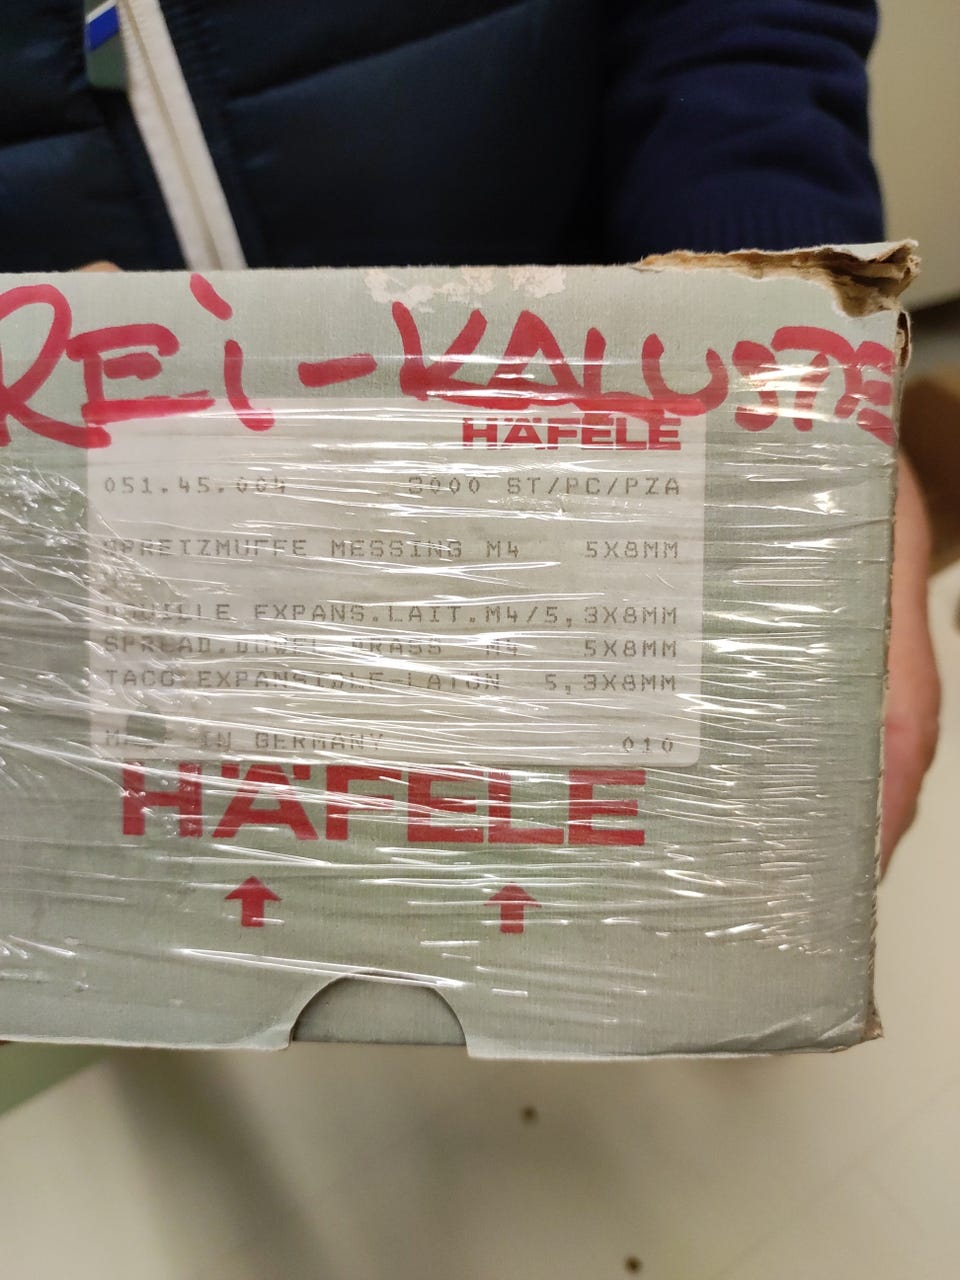 REi-KALUSTE
HÄFELE
051.45.004 3000 ST/PC/PZA
SPREIZMUFFE MESSING M4 5X8MM
DOUILLE EXPANS.LAIT.M4/5,3X8MM
SPREAD.DOWEL BRASS M4 5X8MM
TACO EXPANSIBLE-LATON 5,3X8MM
MADE IN GERMANY 010
HÄFELE